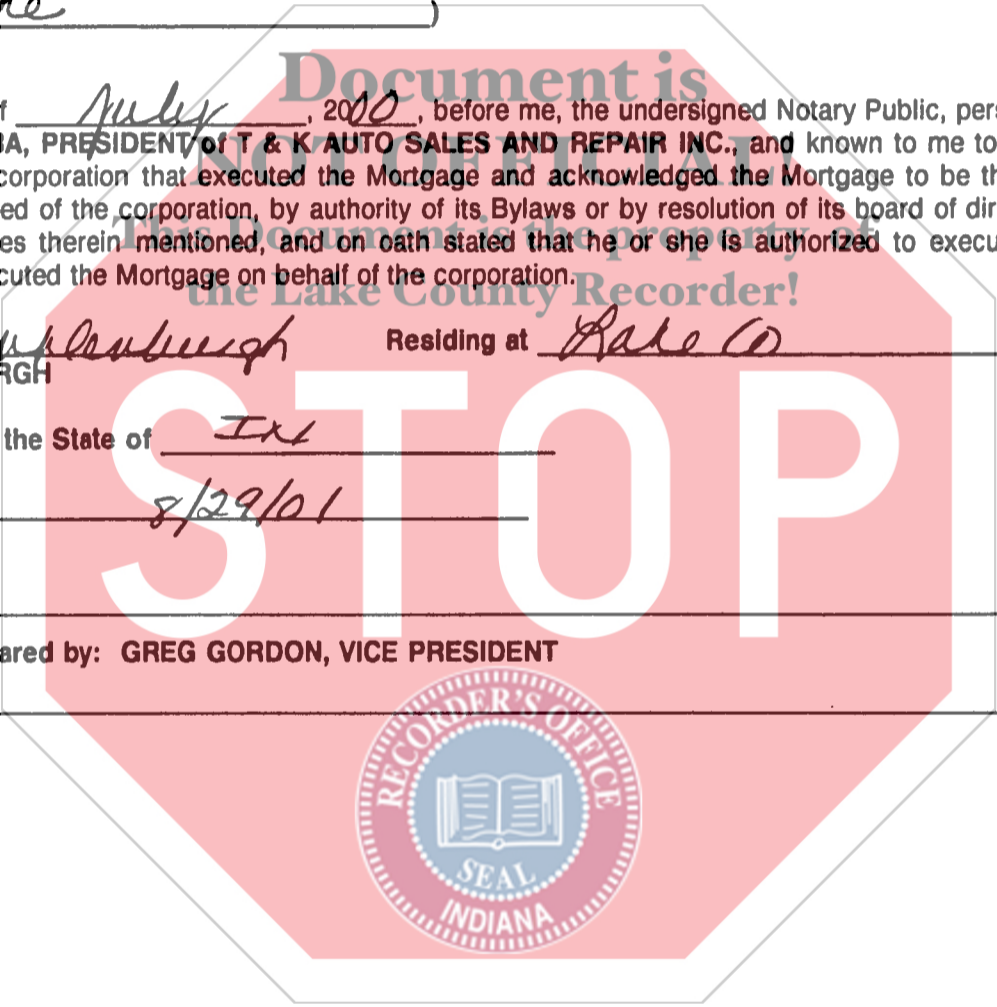 Document is
f July, 2000, before me, the undersigned Notary Public, pers
BA, PRESIDENT of T & K AUTO SALES AND REPAIR INC., and known to me to
NOT OFFICIAL!
corporation that executed the Mortgage and acknowledged the Mortgage to be th
ed of the corporation, by authority of its Bylaws or by resolution of its board of dir
This Document is the property of
es therein mentioned, and on oath stated that he or she is authorized to execu
cuted the Mortgage on behalf of the corporation.
the Lake County Recorder!
Residing at Lake Co
RGH
STOP
the State of
8/29/01
ared by: GREG GORDON, VICE PRESIDENT
RECORDER'S OFFICE
SEAL
INDIANA